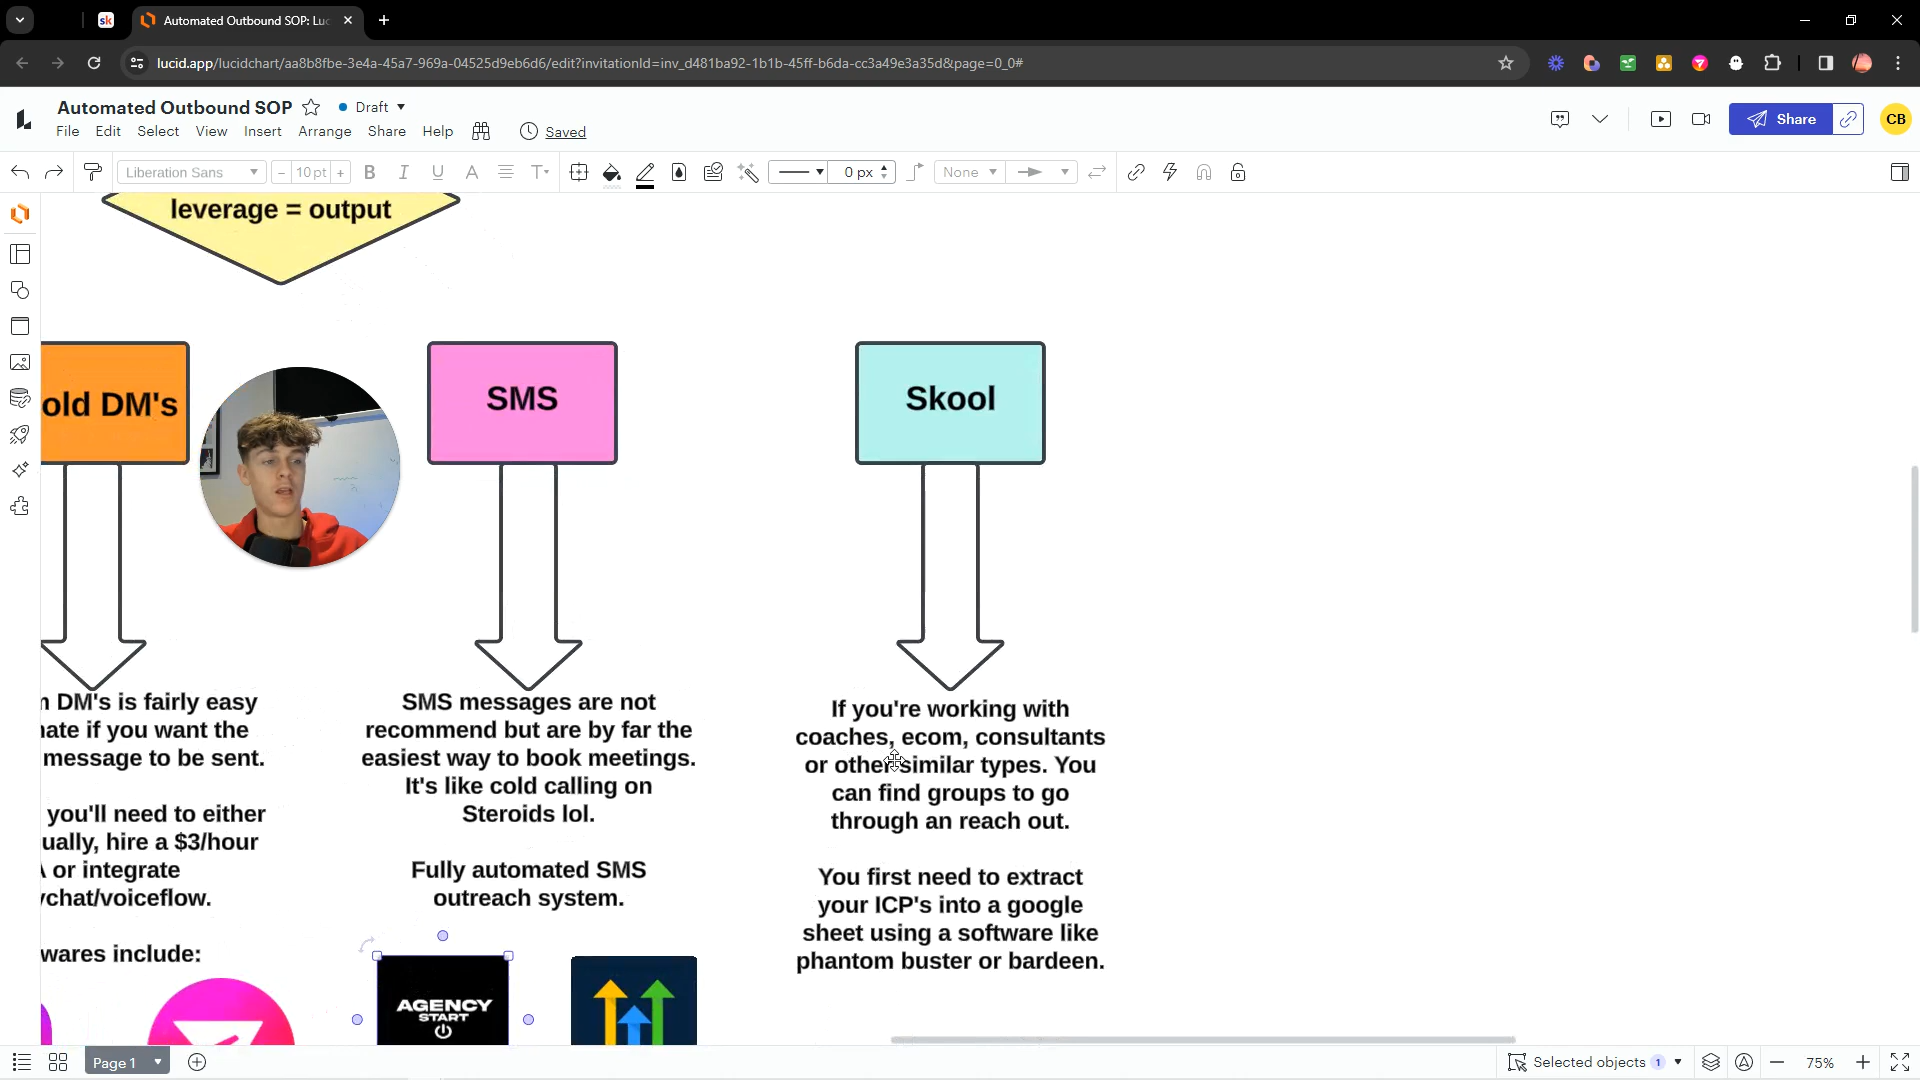 sk
Automated Outbound SOP: Luc
lucid.app/lucidchart/aa8b8fbe-3e4a-45a7-969a-04525d9eb6d6/edit?invitationId=inv_d481ba92-1b1b-45ff-b6da-cc3a49e3a35d&page=0_0#
Automated Outbound SOP
Draft
File Edit Select View Insert Arrange Share Help
Saved
Share
CB
Liberation Sans
10 pt
B I U A T
0 px
None
leverage = output
old DM's
SMS
Skool
DM's is fairly easy
if you want the
message to be sent.
you'll need to either
hire a $3/hour
or integrate
chat/voiceflow.
wares include:
SMS messages are not
recommend but are by far the
easiest way to book meetings.
It's like cold calling on
Steroids lol.
Fully automated SMS
outreach system.
AGENCY
START
If you're working with
coaches, ecom, consultants
or other similar types. You
can find groups to go
through an reach out.
You first need to extract
your ICP's into a google
sheet using a software like
phantom buster or bardeen.
Page 1
Selected objects 1
75%